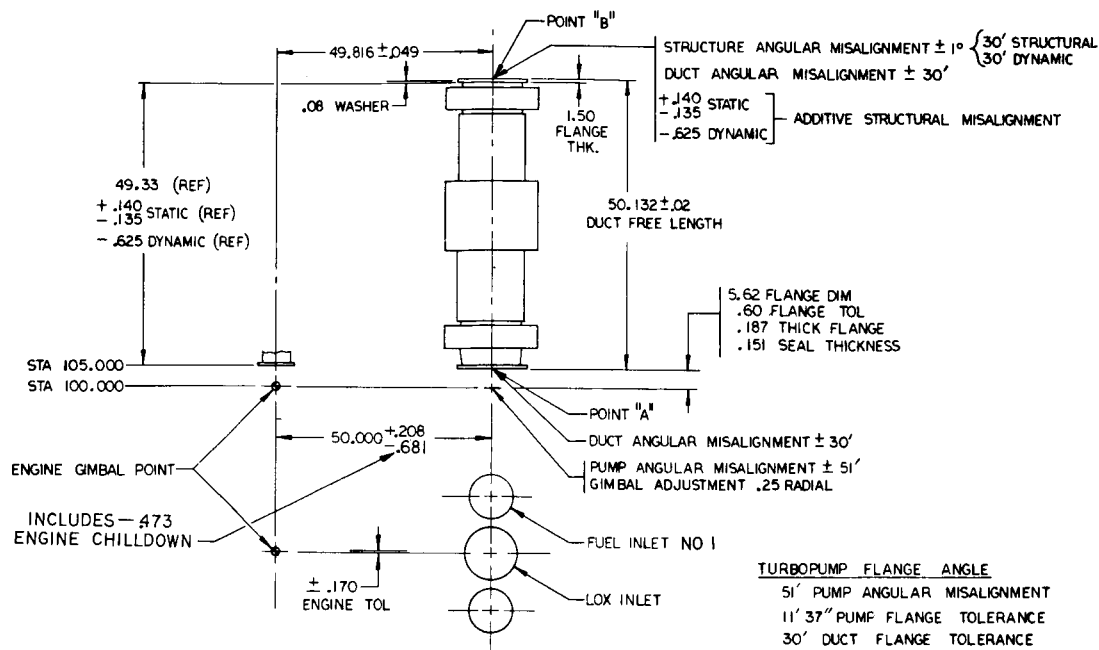 POINT "B"
49.816 ±.049
STRUCTURE ANGULAR MISALIGNMENT ± 1° { 30' STRUCTURAL
30' DYNAMIC
DUCT ANGULAR MISALIGNMENT ± 30'
+.140 STATIC
-.135
-.625 DYNAMIC
ADDITIVE STRUCTURAL MISALIGNMENT
.08 WASHER
1.50
FLANGE
THK.
49.33 (REF)
+ .140
- .135 STATIC (REF)
- .625 DYNAMIC (REF)
50.132±.02
DUCT FREE LENGTH
5.62 FLANGE DIM
.60 FLANGE TOL
.187 THICK FLANGE
.151 SEAL THICKNESS
STA 105.000
STA 100.000
POINT "A"
DUCT ANGULAR MISALIGNMENT ± 30'
PUMP ANGULAR MISALIGNMENT ± 51'
GIMBAL ADJUSTMENT .25 RADIAL
50.000 +.208
-.681
ENGINE GIMBAL POINT
INCLUDES -.473
ENGINE CHILLDOWN
FUEL INLET NO 1
± .170
ENGINE TOL
LOX INLET
TURBOPUMP FLANGE ANGLE
51' PUMP ANGULAR MISALIGNMENT
11' 37" PUMP FLANGE TOLERANCE
30' DUCT FLANGE TOLERANCE